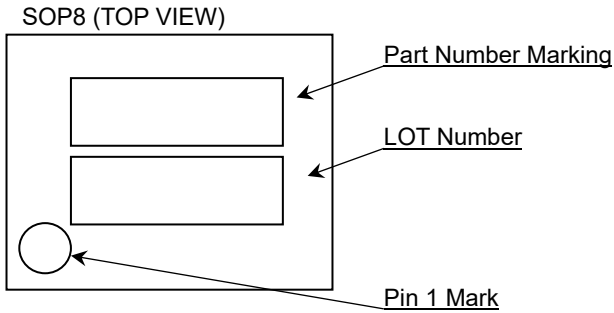 SOP8 (TOP VIEW)
Part Number Marking
LOT Number
Pin 1 Mark